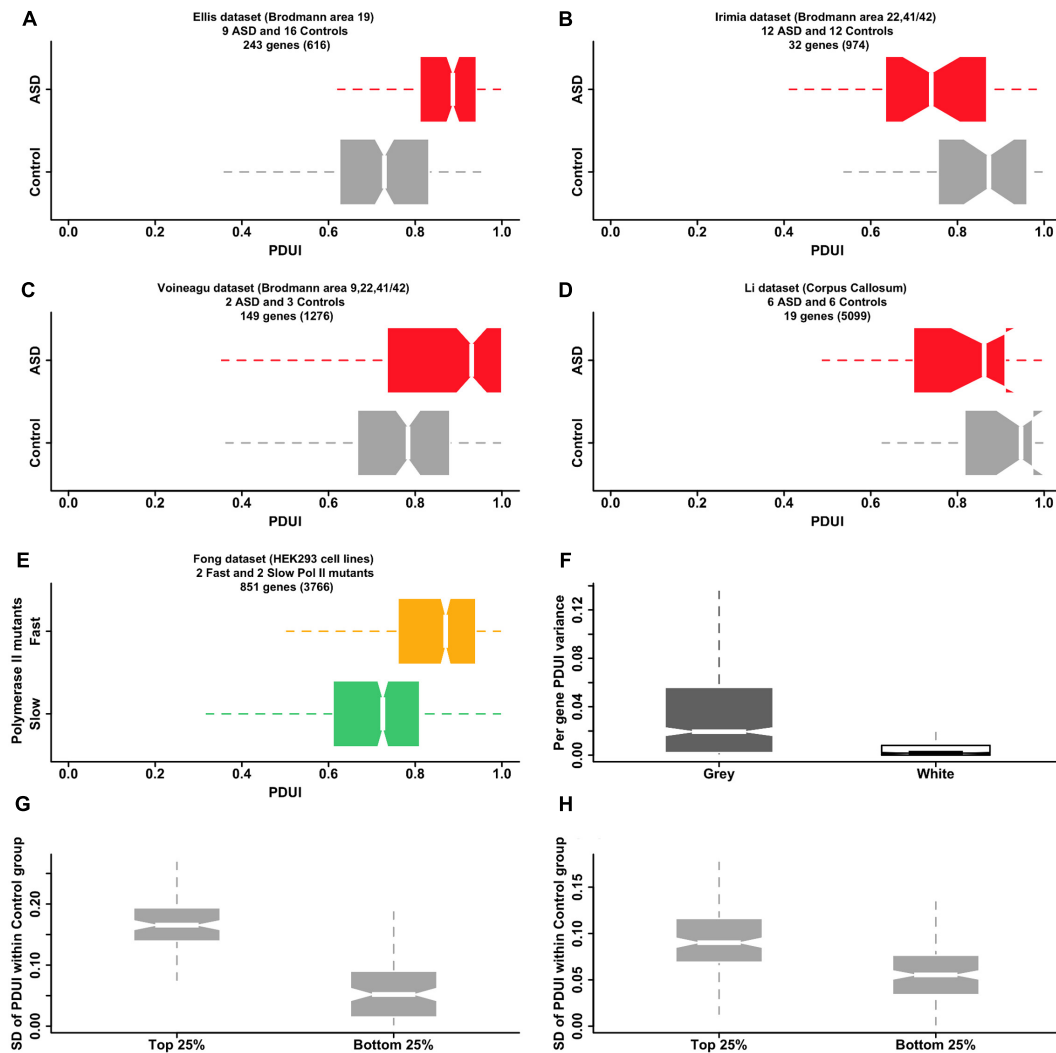 A
Ellis dataset (Brodmann area 19)
9 ASD and 16 Controls
243 genes (616)
ASD
Control
0.0 0.2 0.4 0.6 0.8 1.0
PDUI
B
Irimia dataset (Brodmann area 22,41/42)
12 ASD and 12 Controls
32 genes (974)
ASD
Control
0.0 0.2 0.4 0.6 0.8 1.0
PDUI
C
Voineagu dataset (Brodmann area 9,22,41/42)
2 ASD and 3 Controls
149 genes (1276)
ASD
Control
0.0 0.2 0.4 0.6 0.8 1.0
PDUI
D
Li dataset (Corpus Callosum)
6 ASD and 6 Controls
19 genes (5099)
ASD
Control
0.0 0.2 0.4 0.6 0.8 1.0
PDUI
E
Fong dataset (HEK293 cell lines)
2 Fast and 2 Slow Pol II mutants
851 genes (3766)
Polymerase II mutants
Fast
Slow
0.0 0.2 0.4 0.6 0.8 1.0
PDUI
F
Per gene PDUI variance
0.12
0.08
0.04
0.00
Grey White
G
SD of PDUI within Control group
0.20
0.10
0.00
Top 25% Bottom 25%
H
SD of PDUI within Control group
0.15
0.10
0.05
0.00
Top 25% Bottom 25%